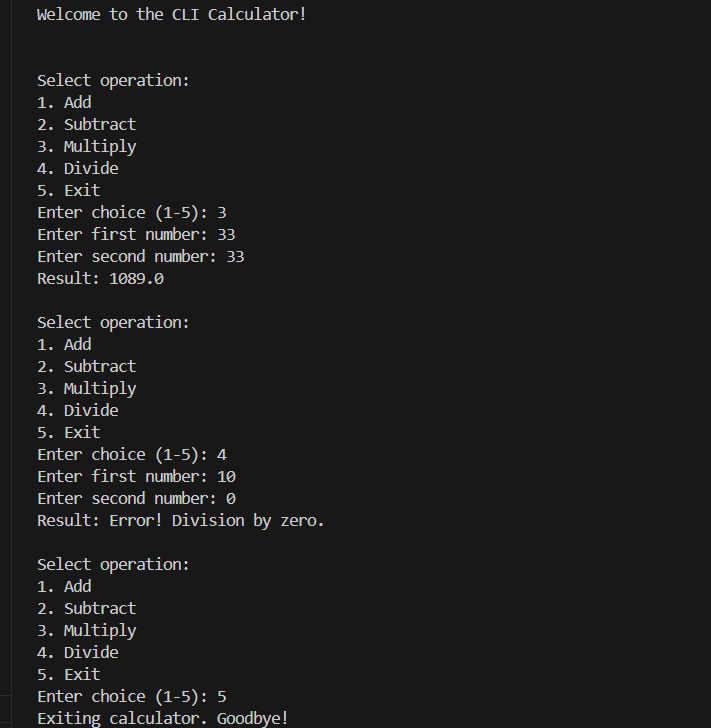 Welcome to the CLI Calculator!
Select operation:
1. Add
2. Subtract
3. Multiply
4. Divide
5. Exit
Enter choice (1-5): 3
Enter first number: 33
Enter second number: 33
Result: 1089.0
Select operation:
1. Add
2. Subtract
3. Multiply
4. Divide
5. Exit
Enter choice (1-5): 4
Enter first number: 10
Enter second number: 0
Result: Error! Division by zero.
Select operation:
1. Add
2. Subtract
3. Multiply
4. Divide
5. Exit
Enter choice (1-5): 5
Exiting calculator. Goodbye!